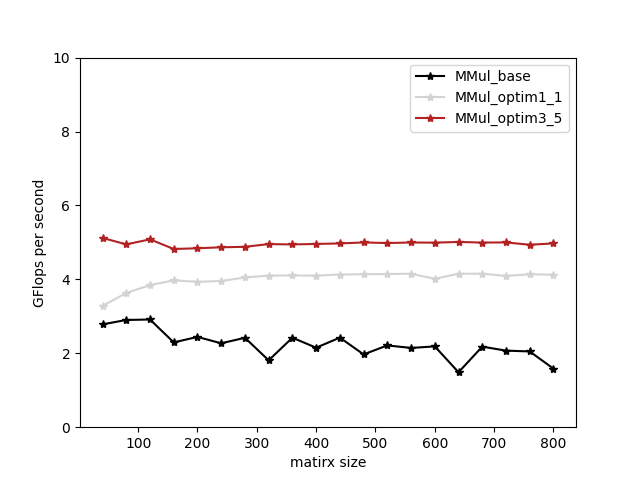 10
8
6
4
2
0
GFlops per second
MMul_base
MMul_optim1_1
MMul_optim3_5
100 200 300 400 500 600 700 800
matirx size